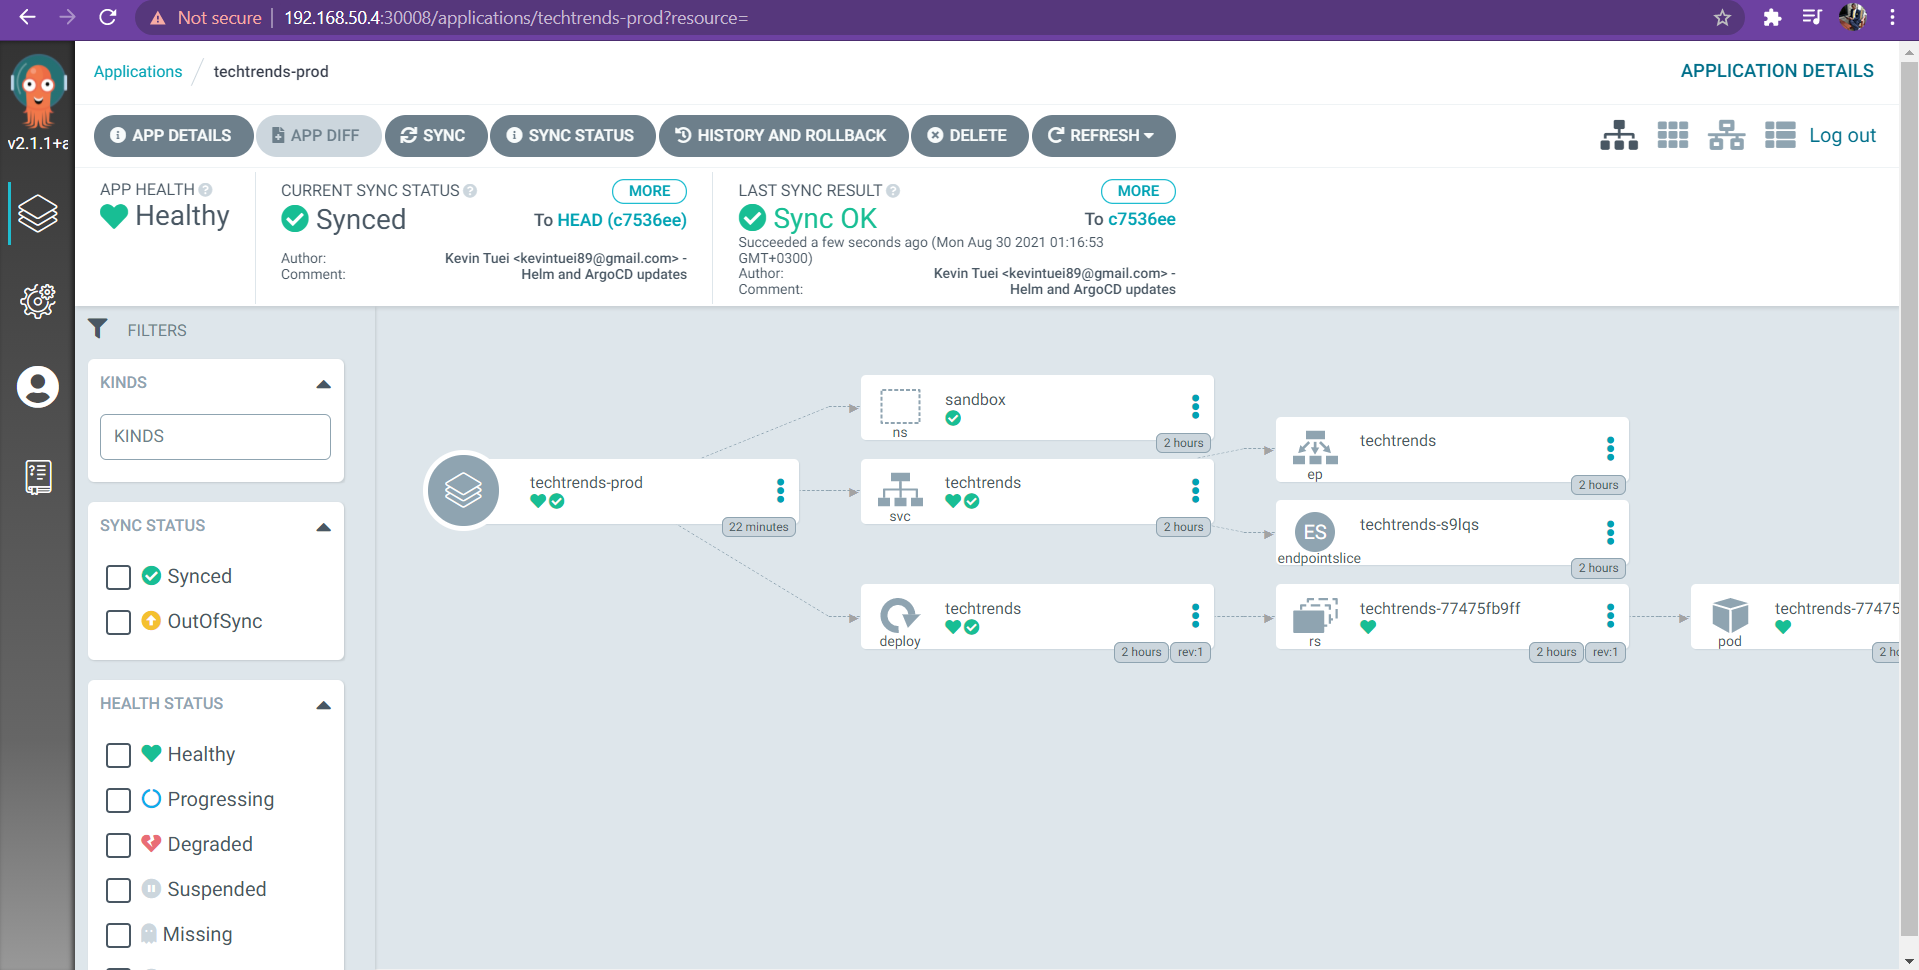 Not secure | 192.168.50.4:30008/applications/techtrends-prod?resource=
v2.1.1+a
Applications / techtrends-prod
APPLICATION DETAILS
APP DETAILS APP DIFF SYNC SYNC STATUS HISTORY AND ROLLBACK DELETE REFRESH Log out
APP HEALTH
Healthy
CURRENT SYNC STATUS MORE
Synced To HEAD (c7536ee)
Author: Kevin Tuei <kevintuei89@gmail.com> -
Comment: Helm and ArgoCD updates
LAST SYNC RESULT MORE
Sync OK To c7536ee
Succeeded a few seconds ago (Mon Aug 30 2021 01:16:53
GMT+0300)
Author: Kevin Tuei <kevintuei89@gmail.com> -
Comment: Helm and ArgoCD updates
FILTERS
KINDS
KINDS
SYNC STATUS
Synced
OutOfSync
HEALTH STATUS
Healthy
Progressing
Degraded
Suspended
Missing
techtrends-prod
22 minutes
sandbox
ns
2 hours
techtrends
svc
2 hours
techtrends
deploy
2 hours rev:1
techtrends
ep
2 hours
ES
techtrends-s9lqs
endpointslice
2 hours
techtrends-77475fb9ff
rs
2 hours rev:1
techtrends-77475
pod
2 h